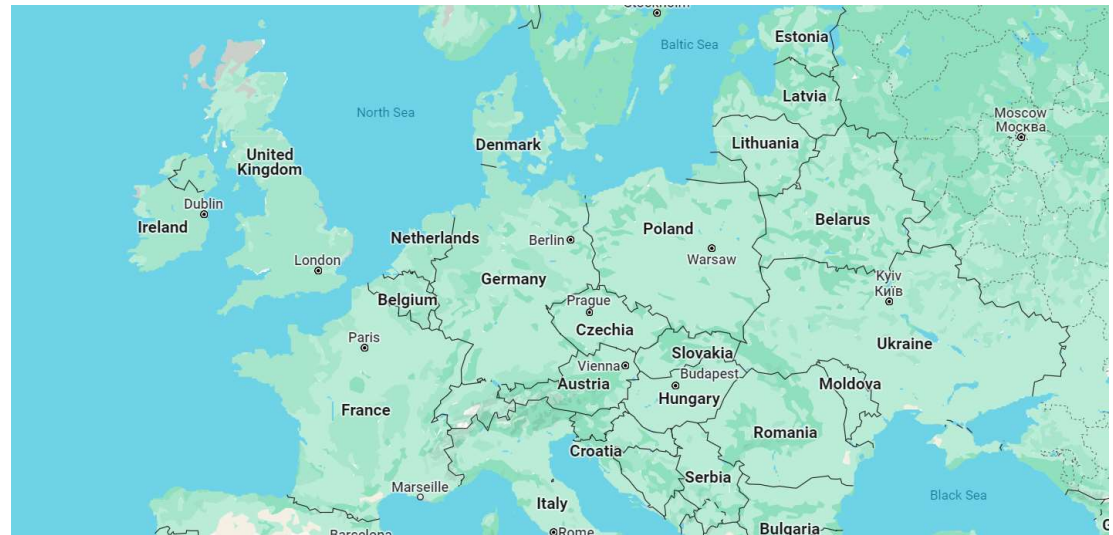 Stockholm
Estonia
Baltic Sea
Latvia
North Sea
Moscow
Москва
Denmark
Lithuania
United
Kingdom
Dublin
Ireland
Belarus
Poland
Netherlands
Berlin
Warsaw
London
Germany
Kyiv
Київ
Belgium
Prague
Czechia
Paris
Ukraine
Slovakia
Vienna
Budapest
Austria
Moldova
Hungary
France
Romania
Croatia
Serbia
Marseille
Black Sea
Italy
Bulgaria
Rome
Barcelona
G